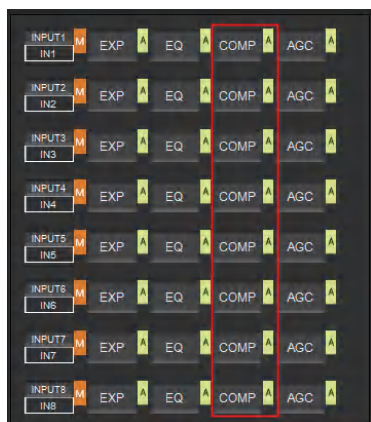 INPUT1 M EXP A EQ A COMP A AGC A
IN1
INPUT2 M EXP A EQ A COMP A AGC A
IN2
INPUT3 M EXP A EQ A COMP A AGC A
IN3
INPUT4 M EXP A EQ A COMP A AGC A
IN4
INPUT5 M EXP A EQ A COMP A AGC A
IN5
INPUT6 M EXP A EQ A COMP A AGC A
IN6
INPUT7 M EXP A EQ A COMP A AGC A
IN7
INPUT8 M EXP A EQ A COMP A AGC A
IN8